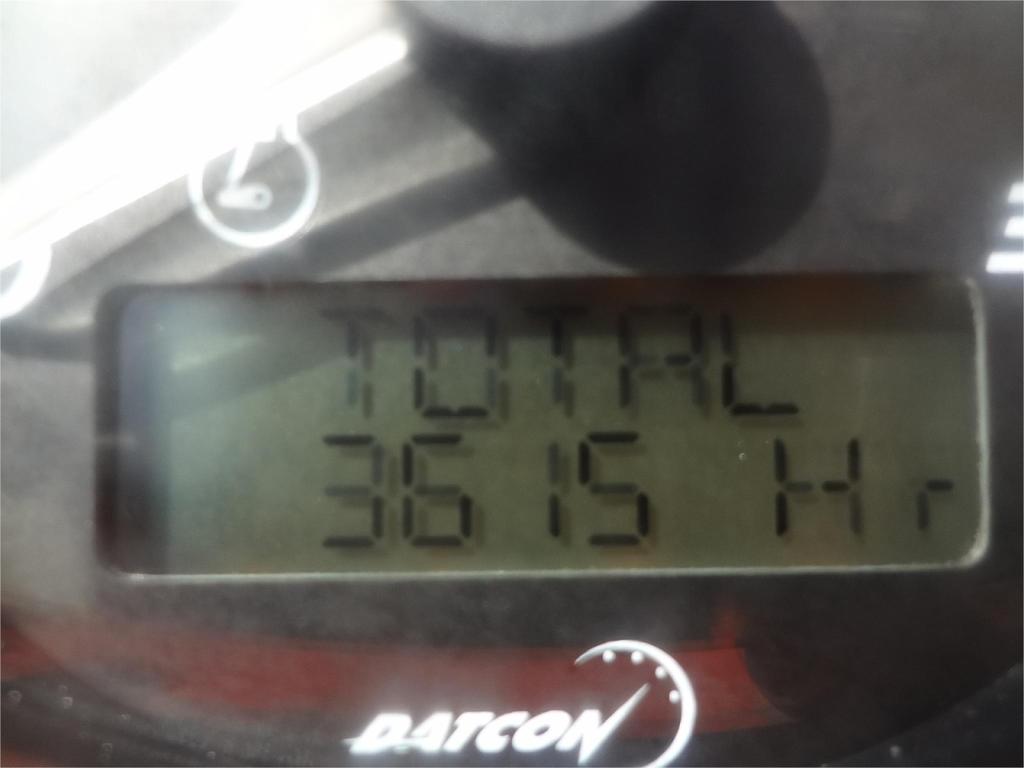 TOTAL
3615 Hr
DATCON